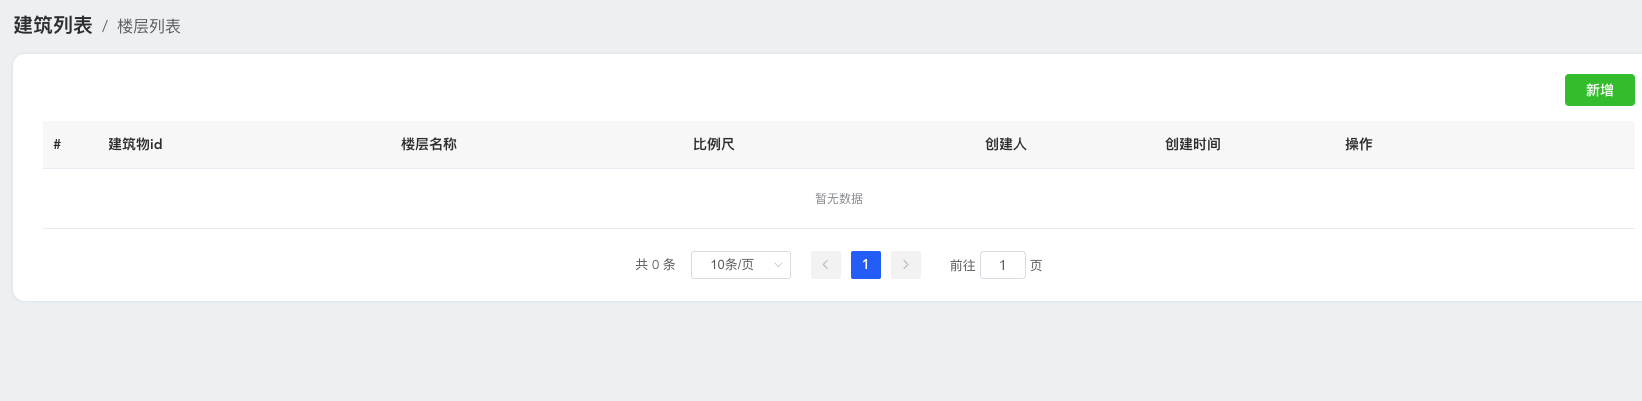 建筑列表 / 楼层列表
新增
# 建筑物id 楼层名称 比例尺 创建人 创建时间 操作
暂无数据
共 0 条 10条/页 1 前往 1 页